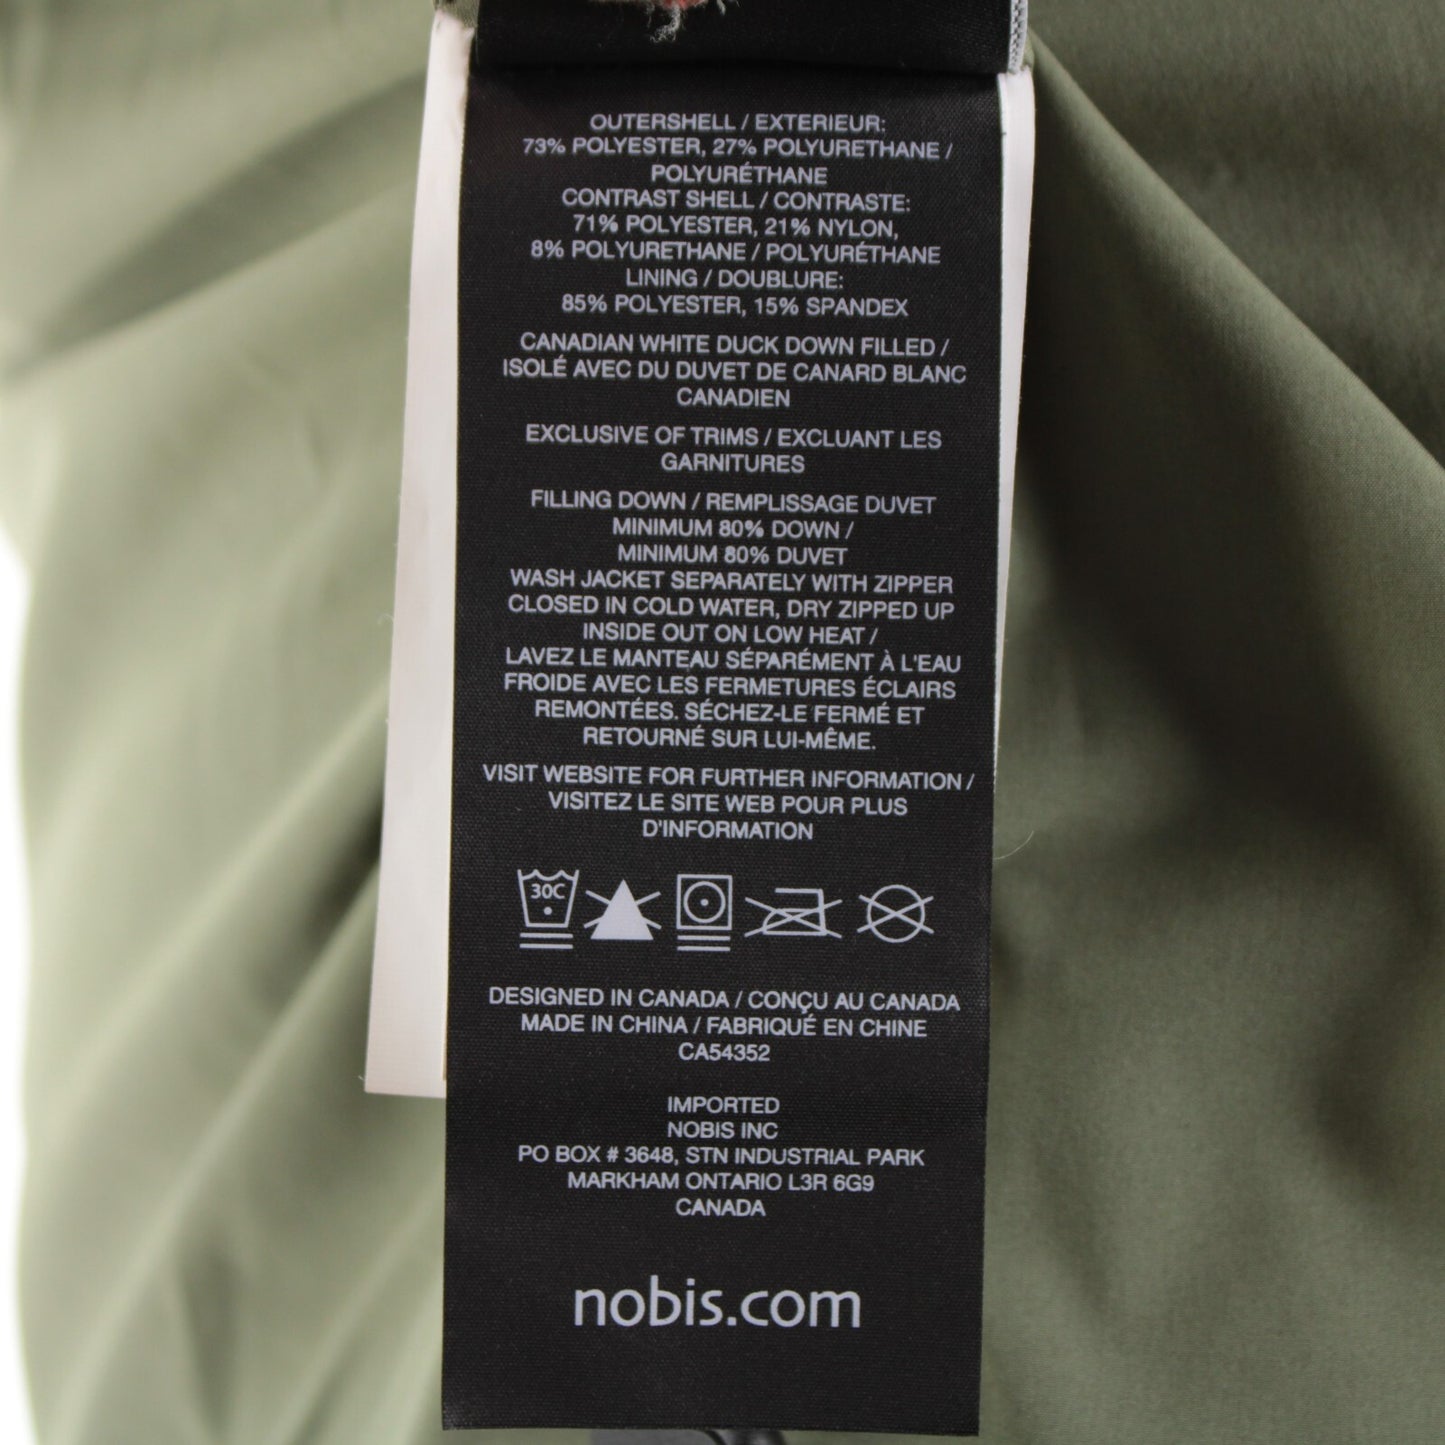 OUTERSHELL / EXTERIEUR:
73% POLYESTER, 27% POLYURETHANE /
POLYURÉTHANE
CONTRAST SHELL / CONTRASTE:
71% POLYESTER, 21% NYLON,
8% POLYURETHANE / POLYURÉTHANE
LINING / DOUBLURE:
85% POLYESTER, 15% SPANDEX
CANADIAN WHITE DUCK DOWN FILLED /
ISOLÉ AVEC DU DUVET DE CANARD BLANC
CANADIEN
EXCLUSIVE OF TRIMS / EXCLUANT LES
GARNITURES
FILLING DOWN / REMPLISSAGE DUVET
MINIMUM 80% DOWN /
MINIMUM 80% DUVET
WASH JACKET SEPARATELY WITH ZIPPER
CLOSED IN COLD WATER, DRY ZIPPED UP
INSIDE OUT ON LOW HEAT /
LAVEZ LE MANTEAU SÉPARÉMENT À L'EAU
FROIDE AVEC LES FERMETURES ÉCLAIRS
REMONTÉES. SÉCHEZ-LE FERMÉ ET
RETOURNÉ SUR LUI-MÊME.
VISIT WEBSITE FOR FURTHER INFORMATION /
VISITEZ LE SITE WEB POUR PLUS
D'INFORMATION
30C
DESIGNED IN CANADA / CONÇU AU CANADA
MADE IN CHINA / FABRIQUÉ EN CHINE
CA54352
IMPORTED
NOBIS INC
PO BOX # 3648, STN INDUSTRIAL PARK
MARKHAM ONTARIO L3R 6G9
CANADA
nobis.com